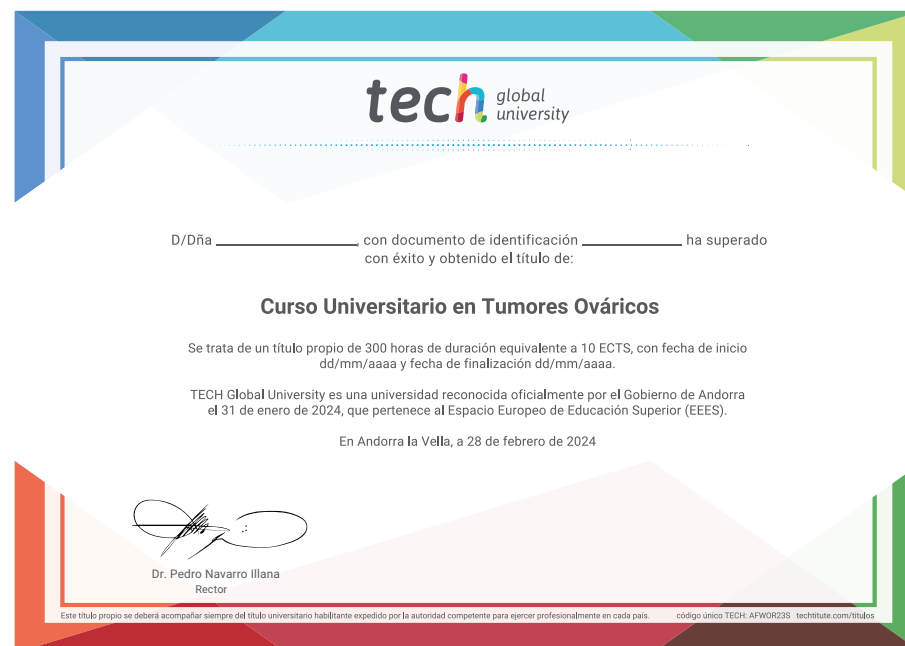 tech global university
D/Dña ________________, con documento de identificación ____________ ha superado
con éxito y obtenido el título de:
Curso Universitario en Tumores Ováricos
Se trata de un título propio de 300 horas de duración equivalente a 10 ECTS, con fecha de inicio
dd/mm/aaaa y fecha de finalización dd/mm/aaaa.
TECH Global University es una universidad reconocida oficialmente por el Gobierno de Andorra
el 31 de enero de 2024, que pertenece al Espacio Europeo de Educación Superior (EEES).
En Andorra la Vella, a 28 de febrero de 2024
Dr. Pedro Navarro Illana
Rector
Este título propio se deberá acompañar siempre del título universitario habilitante expedido por la autoridad competente para ejercer profesionalmente en cada país. código único TECH: AFWOR23S techtitute.com/titulos